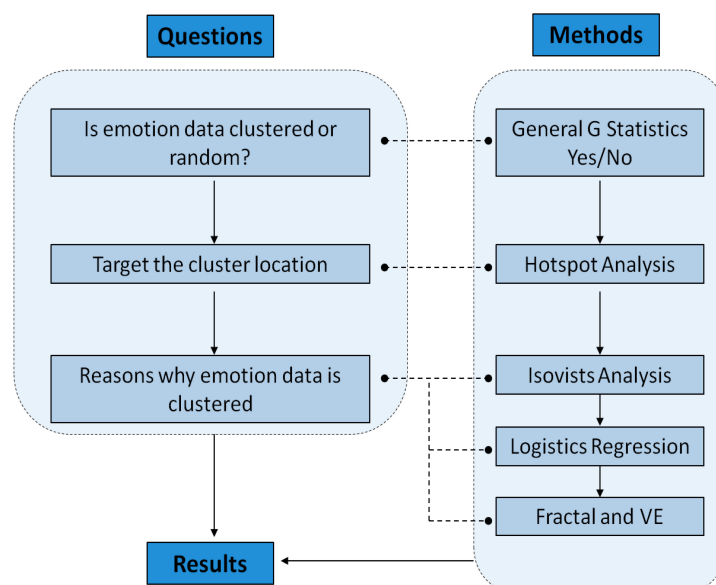 Questions
Is emotion data clustered or
random?
Target the cluster location
Reasons why emotion data is
clustered
Results
Methods
General G Statistics
Yes/No
Hotspot Analysis
Isovists Analysis
Logistics Regression
Fractal and VE